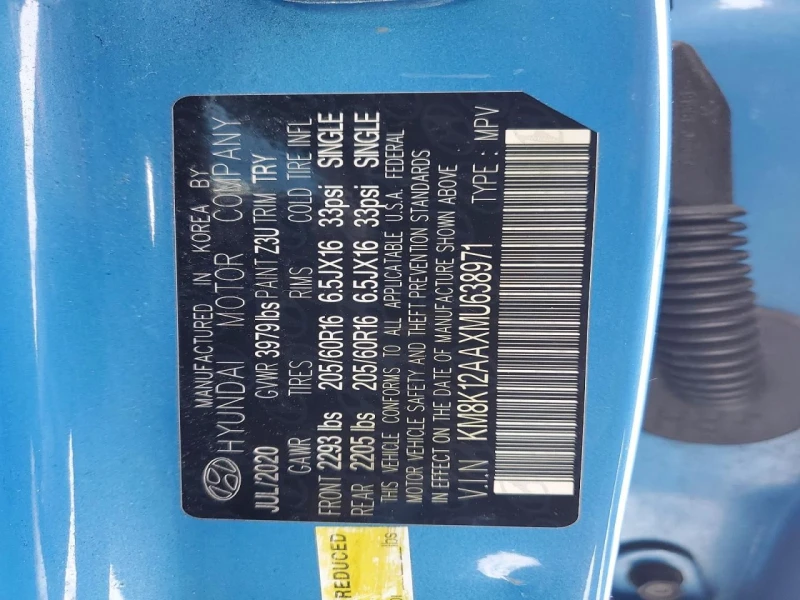 MANUFACTURED IN KOREA BY
HYUNDAI MOTOR COMPANY
JUL/2020 GVWR 3979lbs PAINT Z3U TRIM TRY
GAWR TIRES RIMS COLD TIRE INFL
FRONT 2293 lbs 205/60R16 6.5JX16 33psi SINGLE
REAR 2205 lbs 205/60R16 6.5JX16 33psi SINGLE
THIS VEHICLE CONFORMS TO ALL APPLICATABLE U.S.A. FEDERAL
MOTOR VEHICLE SAFETY AND THEFT PREVENTION STANDARDS
IN EFFECT ON THE DATE OF MANUFACTURE SHOWN ABOVE
V.I.N KM8K12AAXMU638971 TYPE : MPV
REDUCED
lbs